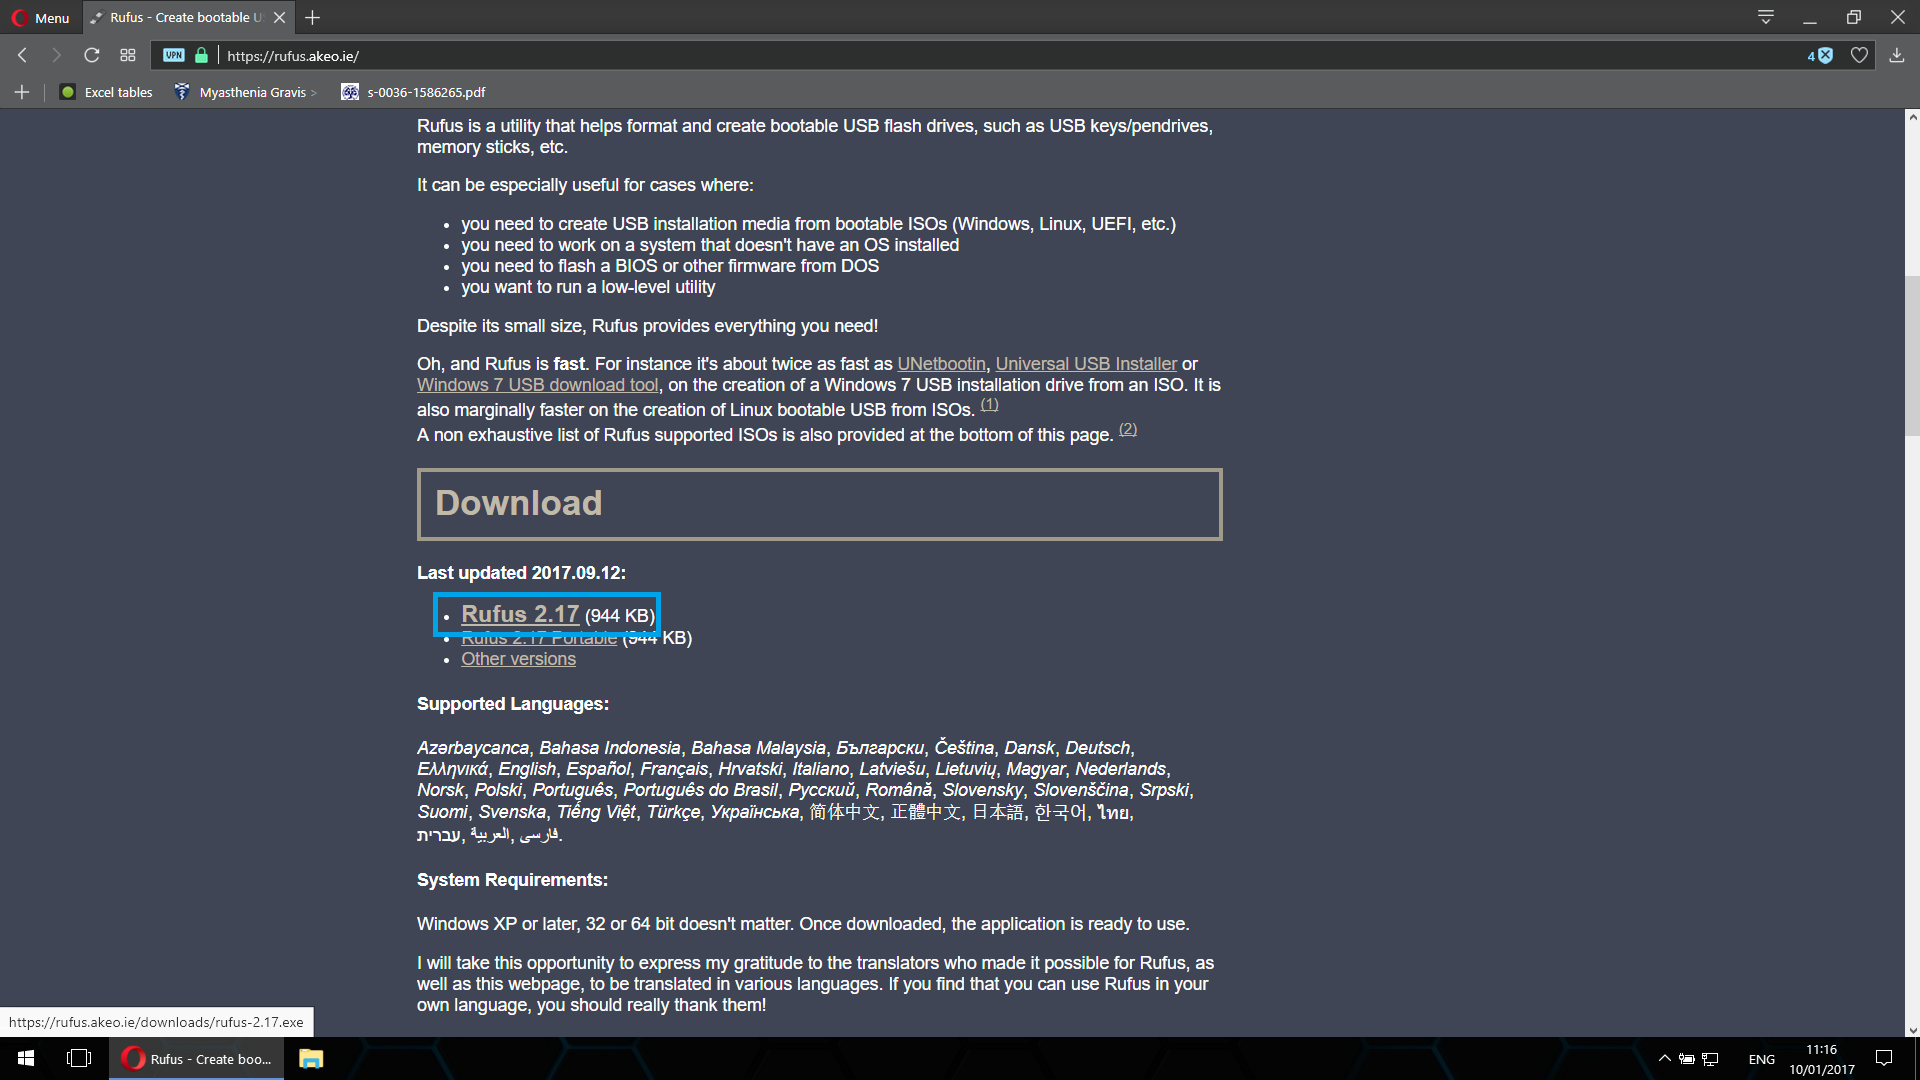 Menu
Rufus - Create bootable U
VPN
https://rufus.akeo.ie/
4
Excel tables
Myasthenia Gravis >
s-0036-1586265.pdf
Rufus is a utility that helps format and create bootable USB flash drives, such as USB keys/pendrives,
memory sticks, etc.
It can be especially useful for cases where:
• you need to create USB installation media from bootable ISOs (Windows, Linux, UEFI, etc.)
• you need to work on a system that doesn't have an OS installed
• you need to flash a BIOS or other firmware from DOS
• you want to run a low-level utility
Despite its small size, Rufus provides everything you need!
Oh, and Rufus is fast. For instance it's about twice as fast as UNetbootin, Universal USB Installer or
Windows 7 USB download tool, on the creation of a Windows 7 USB installation drive from an ISO. It is
also marginally faster on the creation of Linux bootable USB from ISOs. (1)
A non exhaustive list of Rufus supported ISOs is also provided at the bottom of this page. (2)
Download
Last updated 2017.09.12:
• Rufus 2.17 (944 KB)
• Rufus 2.17 Portable (944 KB)
• Other versions
Supported Languages:
Azərbaycanca, Bahasa Indonesia, Bahasa Malaysia, Български, Čeština, Dansk, Deutsch,
Ελληνικά, English, Español, Français, Hrvatski, Italiano, Latviešu, Lietuvių, Magyar, Nederlands,
Norsk, Polski, Português, Português do Brasil, Русский, Română, Slovensky, Slovenščina, Srpski,
Suomi, Svenska, Tiếng Việt, Türkçe, Українська, 简体中文, 正體中文, 日本語, 한국어, ไทย,
עברית, العربية, فارسى.
System Requirements:
Windows XP or later, 32 or 64 bit doesn't matter. Once downloaded, the application is ready to use.
I will take this opportunity to express my gratitude to the translators who made it possible for Rufus, as
well as this webpage, to be translated in various languages. If you find that you can use Rufus in your
own language, you should really thank them!
https://rufus.akeo.ie/downloads/rufus-2.17.exe
Rufus - Create boo...
ENG
11:16
10/01/2017